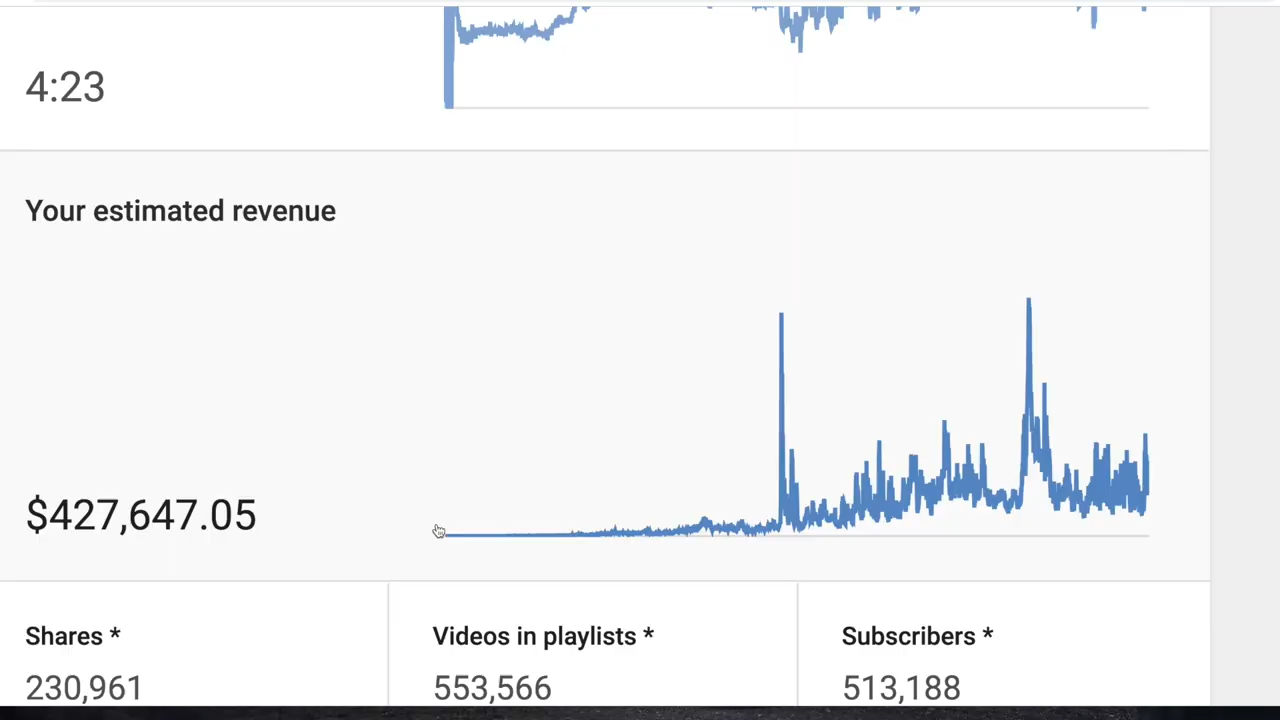 4:23
Your estimated revenue
$427,647.05
Shares *
Videos in playlists *
Subscribers *
230,961
553,566
513,188